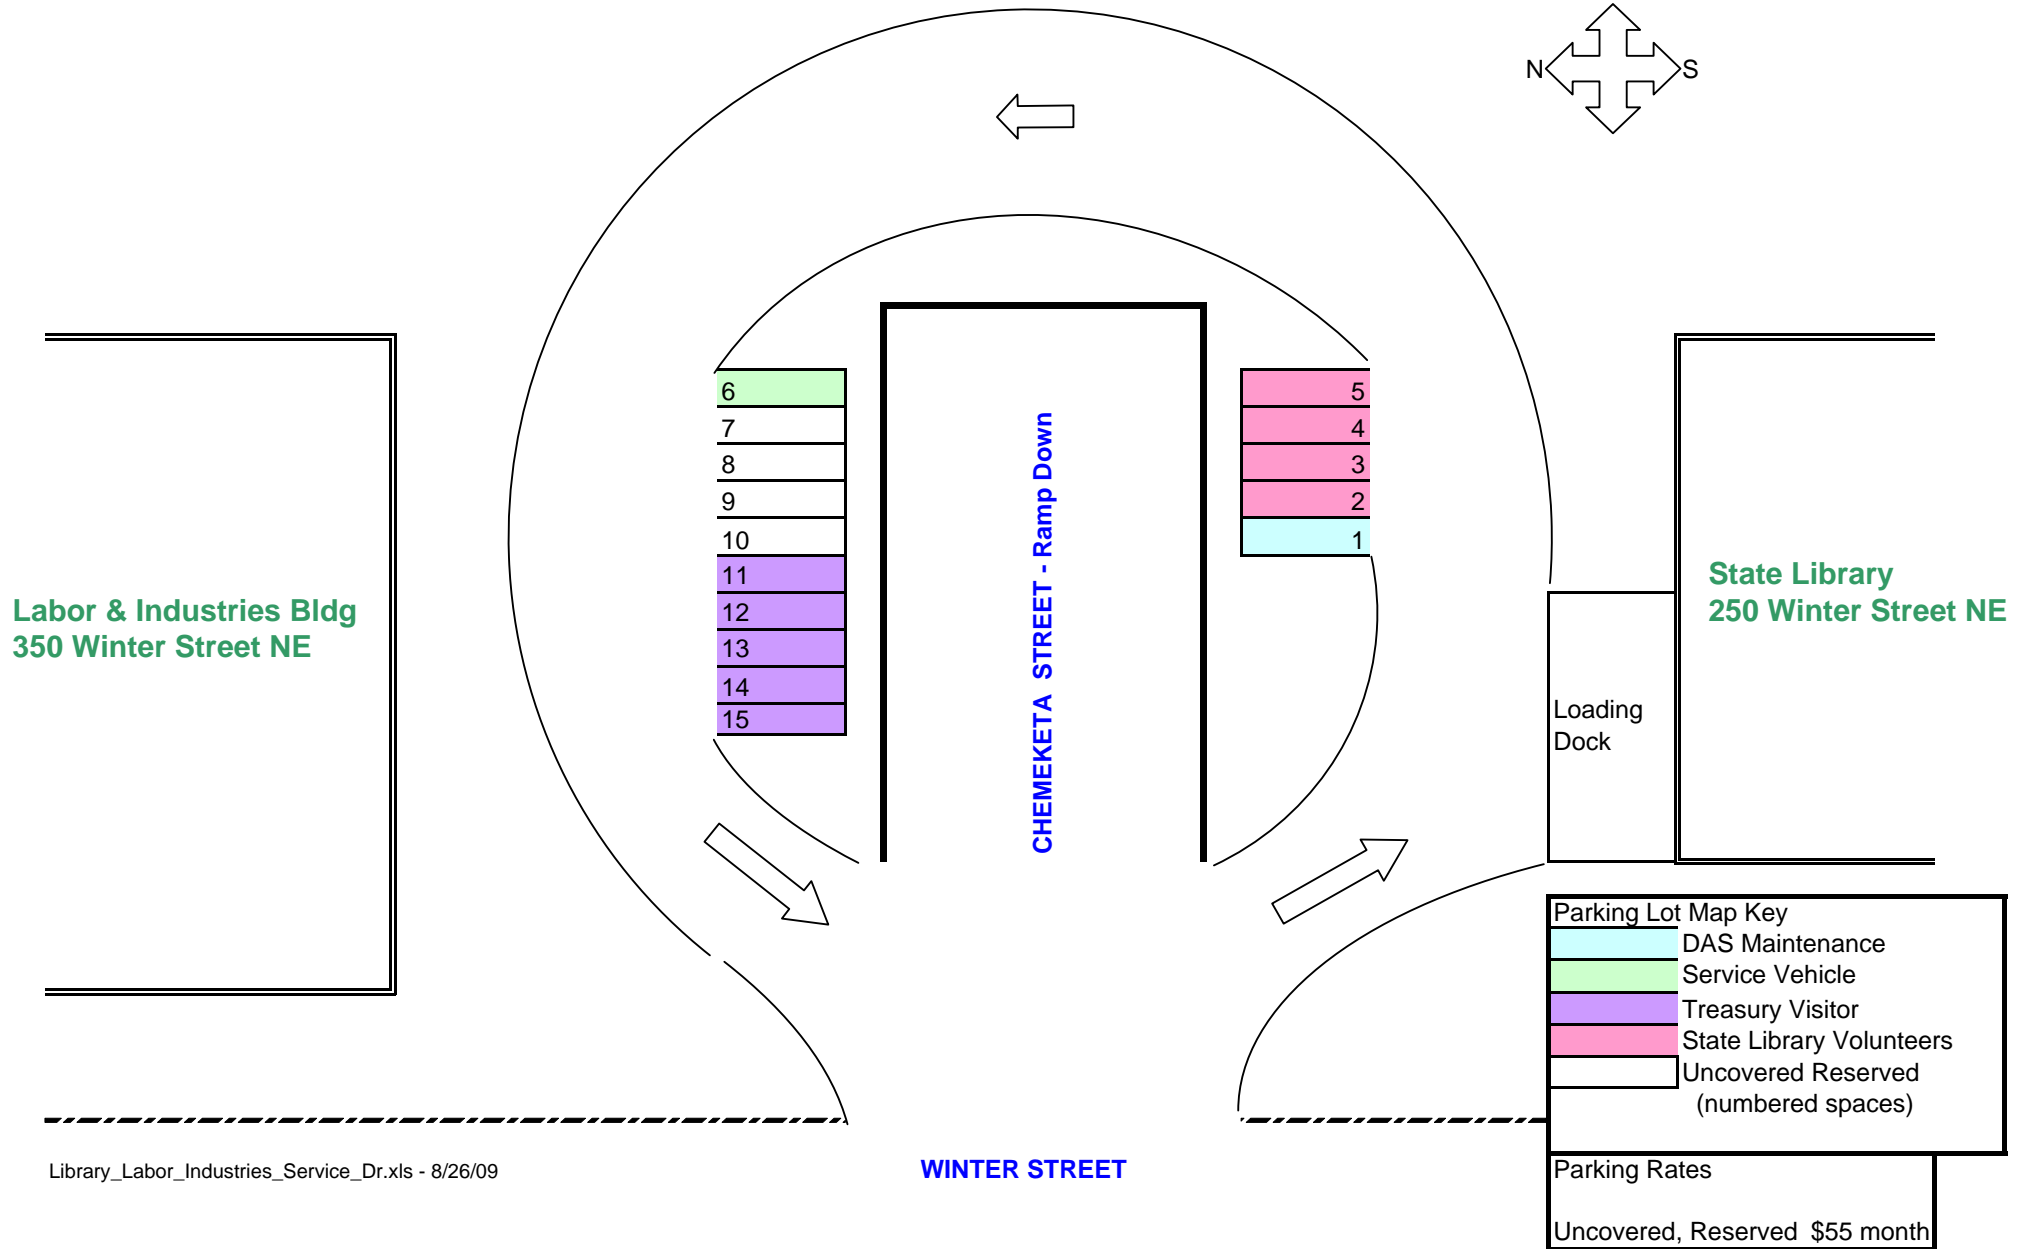 N
S
6
7
8
9
10
11
12
13
14
15
CHEMEKETA STREET - Ramp Down
5
4
3
2
1
Labor & Industries Bldg
350 Winter Street NE
State Library
250 Winter Street NE
Loading
Dock
Parking Lot Map Key
DAS Maintenance
Service Vehicle
Treasury Visitor
State Library Volunteers
Uncovered Reserved
(numbered spaces)
Library_Labor_Industries_Service_Dr.xls - 8/26/09
WINTER STREET
Parking Rates
Uncovered, Reserved $55 month